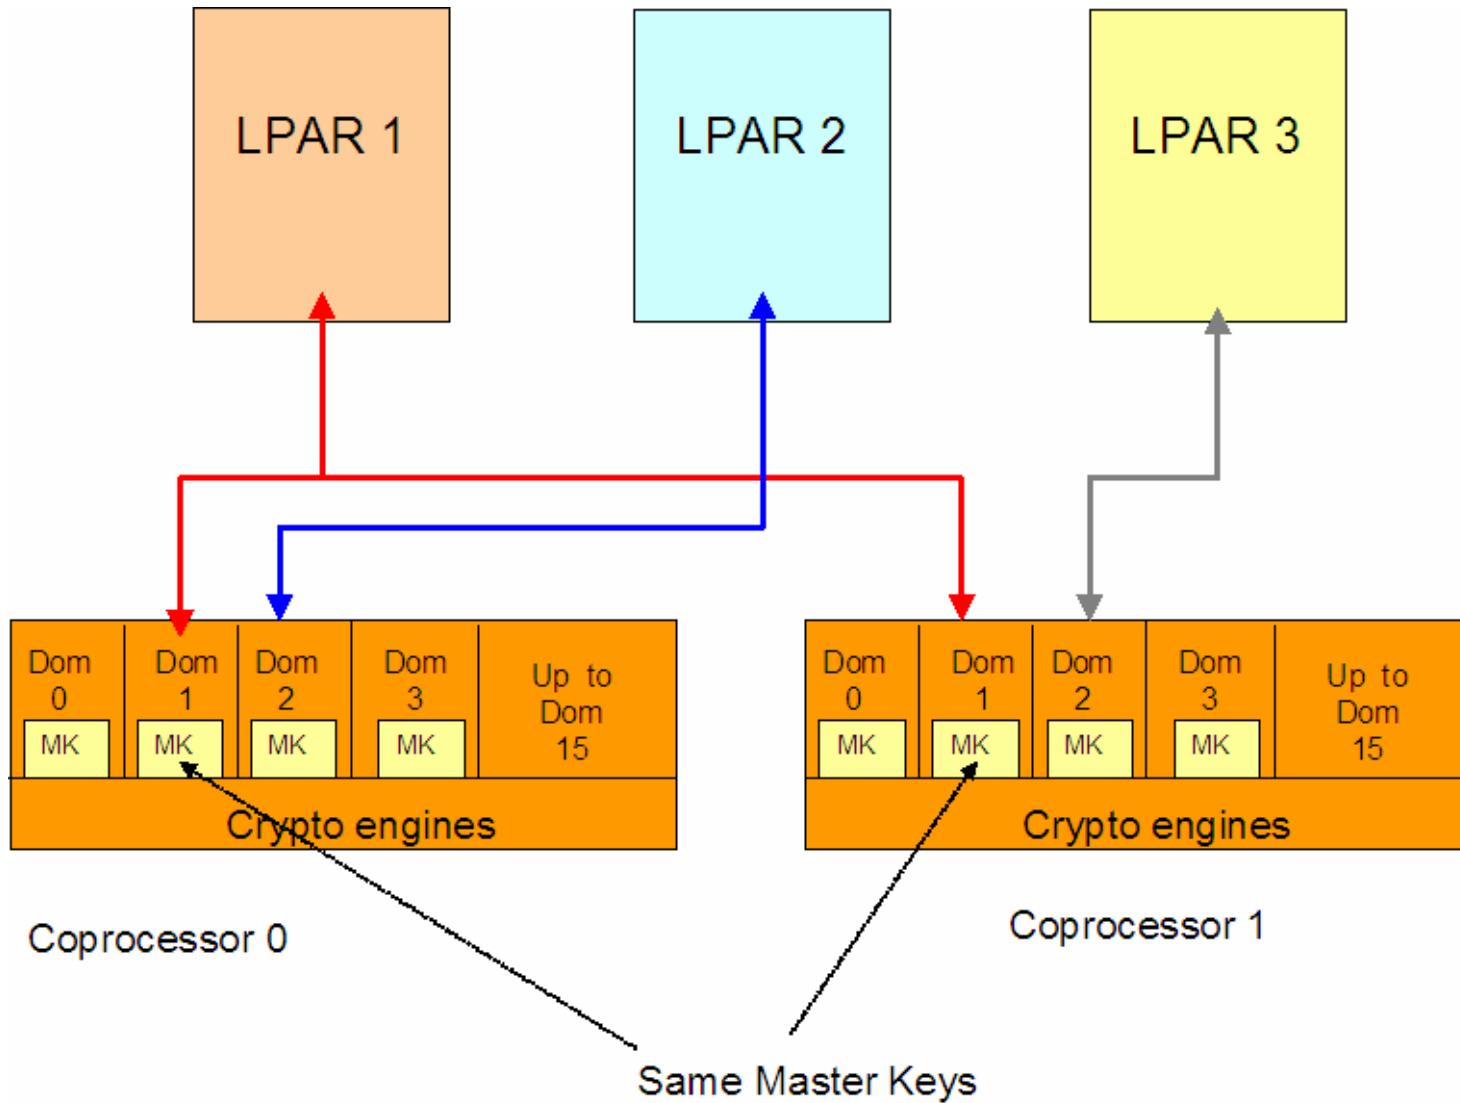 LPAR 1
LPAR 2
LPAR 3
Dom
0
MK
Dom
1
MK
Dom
2
MK
Dom
3
MK
Up to
Dom
15
Crypto engines
Dom
0
MK
Dom
1
MK
Dom
2
MK
Dom
3
MK
Up to
Dom
15
Crypto engines
Coprocessor 0
Coprocessor 1
Same Master Keys